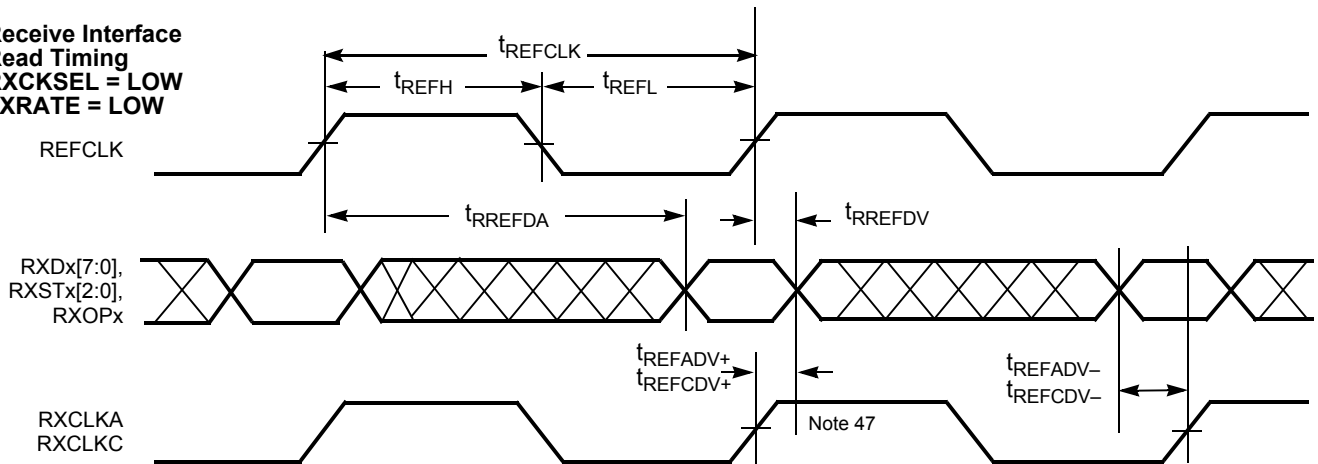 Receive Interface
Read Timing
RXCKSEL = LOW
XRATE = LOW
tREFCLK
tREFH
tREFL
REFCLK
tRREFDA
tRREFDV
RXDx[7:0],
RXSTx[2:0],
RXOPx
tREFADV+
tREFCDV+
tREFADV–
tREFCDV–
RXCLKA
RXCLKC
Note 47